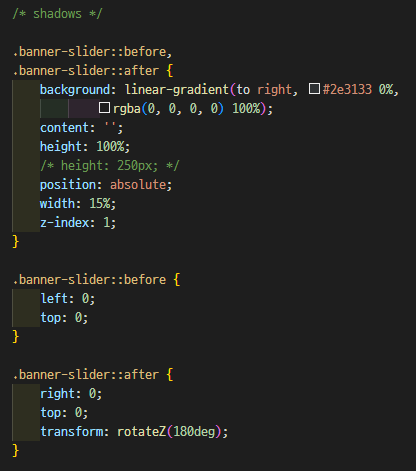 /* shadows */
.banner-slider::before,
.banner-slider::after {
background: linear-gradient(to right, #2e3133 0%,
rgba(0, 0, 0, 0) 100%);
content: '';
height: 100%;
/* height: 250px; */
position: absolute;
width: 15%;
z-index: 1;
}
.banner-slider::before {
left: 0;
top: 0;
}
.banner-slider::after {
right: 0;
top: 0;
transform: rotateZ(180deg);
}